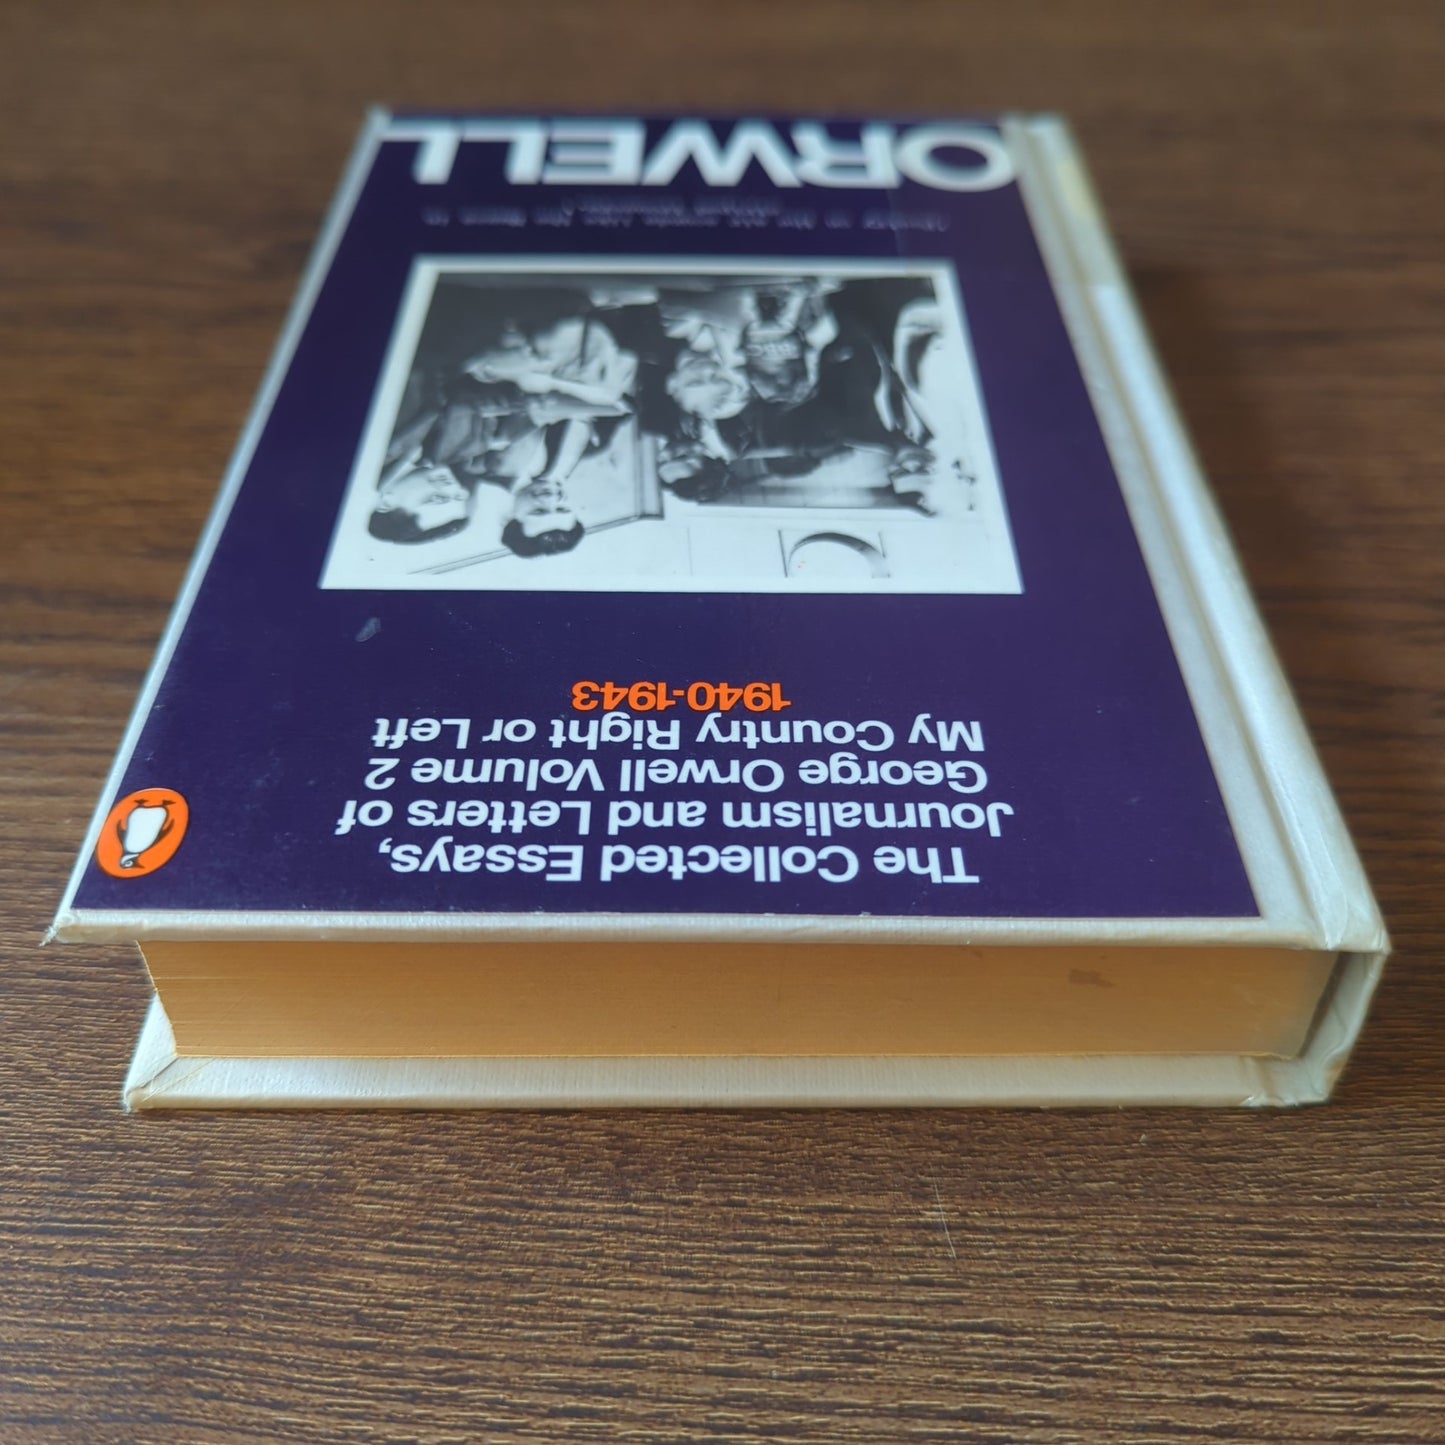 The Collected Essays,
Journalism and Letters of
George Orwell Volume 2
My Country Right or Left
1940-1943
ORWELL